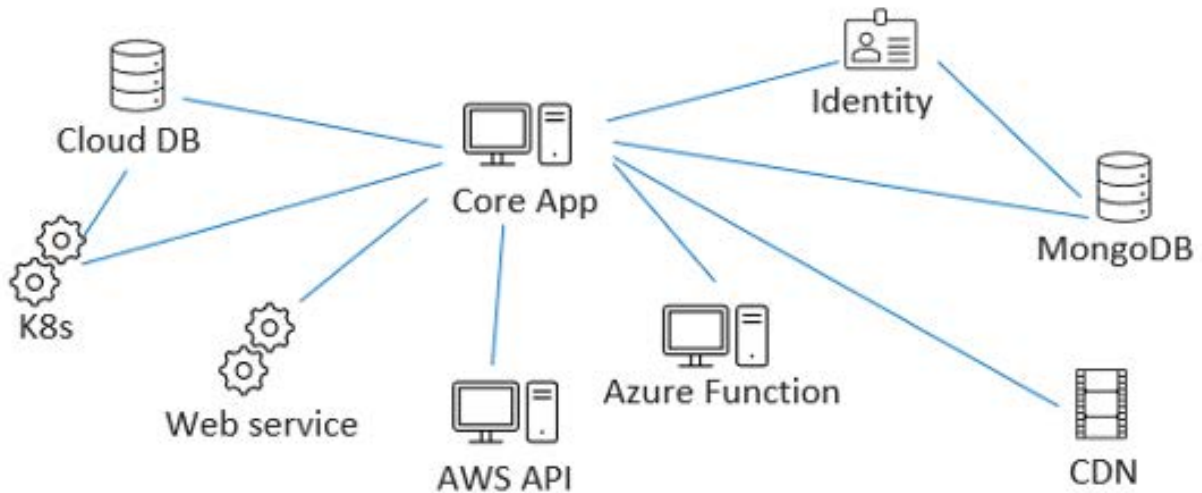 Identity
Cloud DB
Core App
MongoDB
K8s
Azure Function
Web service
AWS API
CDN